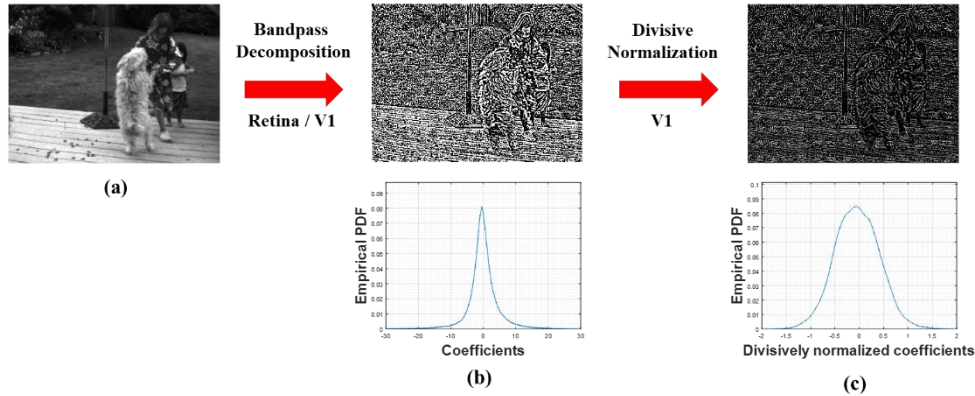 Bandpass
Decomposition
Retina / V1
Divisive
Normalization
V1
(a)
Empirical PDF
0.09
0.08
0.07
0.06
0.05
0.04
0.03
0.02
0.01
0
-30
-20
-10
0
10
20
30
Coefficients
(b)
Empirical PDF
0.1
0.09
0.08
0.07
0.06
0.05
0.04
0.03
0.02
0.01
0
-2
-1.5
-1
-0.5
0
0.5
1
1.5
2
Divisively normalized coefficients
(c)